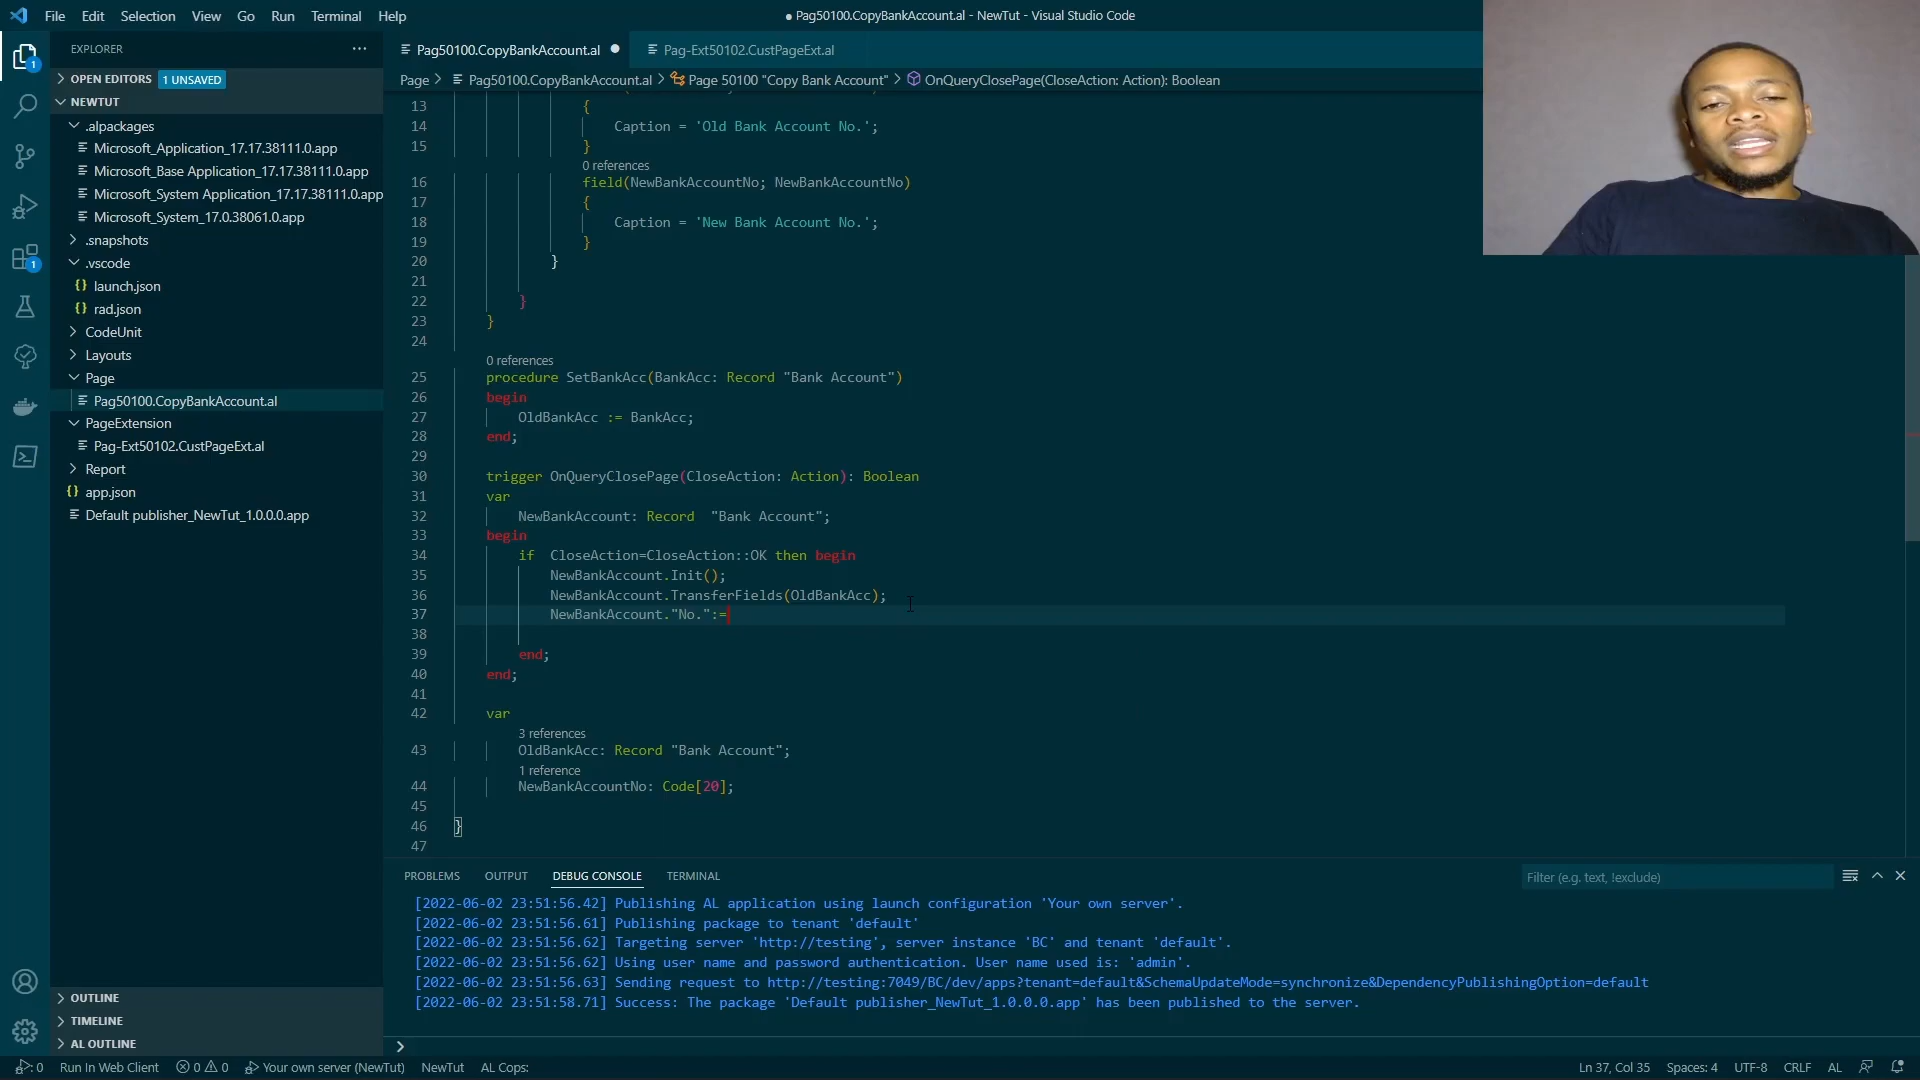 File Edit Selection View Go Run Terminal Help
● Pag50100.CopyBankAccount.al - NewTut - Visual Studio Code
EXPLORER
OPEN EDITORS 1 UNSAVED
NEWTUT
.alpackages
Microsoft_Application_17.17.38111.0.app
Microsoft_Base Application_17.17.38111.0.app
Microsoft_System Application_17.17.38111.0.app
Microsoft_System_17.0.38061.0.app
.snapshots
.vscode
{} launch.json
{} rad.json
CodeUnit
Layouts
Page
Pag50100.CopyBankAccount.al
PageExtension
Pag-Ext50102.CustPageExt.al
Report
{} app.json
Default publisher_NewTut_1.0.0.0.app
OUTLINE
TIMELINE
AL OUTLINE
1
1
Pag50100.CopyBankAccount.al ●
Pag-Ext50102.CustPageExt.al
Page > Pag50100.CopyBankAccount.al > Page 50100 "Copy Bank Account" > OnQueryClosePage(CloseAction: Action): Boolean
13 {
14 Caption = 'Old Bank Account No.';
15 }
0 references
16 field(NewBankAccountNo; NewBankAccountNo)
17 {
18 Caption = 'New Bank Account No.';
19 }
20 }
21
22 }
23 }
24
0 references
25 procedure SetBankAcc(BankAcc: Record "Bank Account")
26 begin
27 OldBankAcc := BankAcc;
28 end;
29
30 trigger OnQueryClosePage(CloseAction: Action): Boolean
31 var
32 NewBankAccount: Record  "Bank Account";
33 begin
34 if  CloseAction=CloseAction::OK then begin
35 NewBankAccount.Init();
36 NewBankAccount.TransferFields(OldBankAcc);
37 NewBankAccount."No.":=
38
39 end;
40 end;
41
42 var
3 references
43 OldBankAcc: Record "Bank Account";
1 reference
44 NewBankAccountNo: Code[20];
45
46 }
47
PROBLEMS OUTPUT DEBUG CONSOLE TERMINAL
Filter (e.g. text, !exclude)
[2022-06-02 23:51:56.42] Publishing AL application using launch configuration 'Your own server'.
[2022-06-02 23:51:56.61] Publishing package to tenant 'default'
[2022-06-02 23:51:56.62] Targeting server 'http://testing', server instance 'BC' and tenant 'default'.
[2022-06-02 23:51:56.62] Using user name and password authentication. User name used is: 'admin'.
[2022-06-02 23:51:56.63] Sending request to http://testing:7049/BC/dev/apps?tenant=default&SchemaUpdateMode=synchronize&DependencyPublishingOption=default
[2022-06-02 23:51:58.71] Success: The package 'Default publisher_NewTut_1.0.0.0.app' has been published to the server.
: 0 Run In Web Client 0 0 Your own server (NewTut) NewTut AL Cops:
Ln 37, Col 35 Spaces: 4 UTF-8 CRLF AL